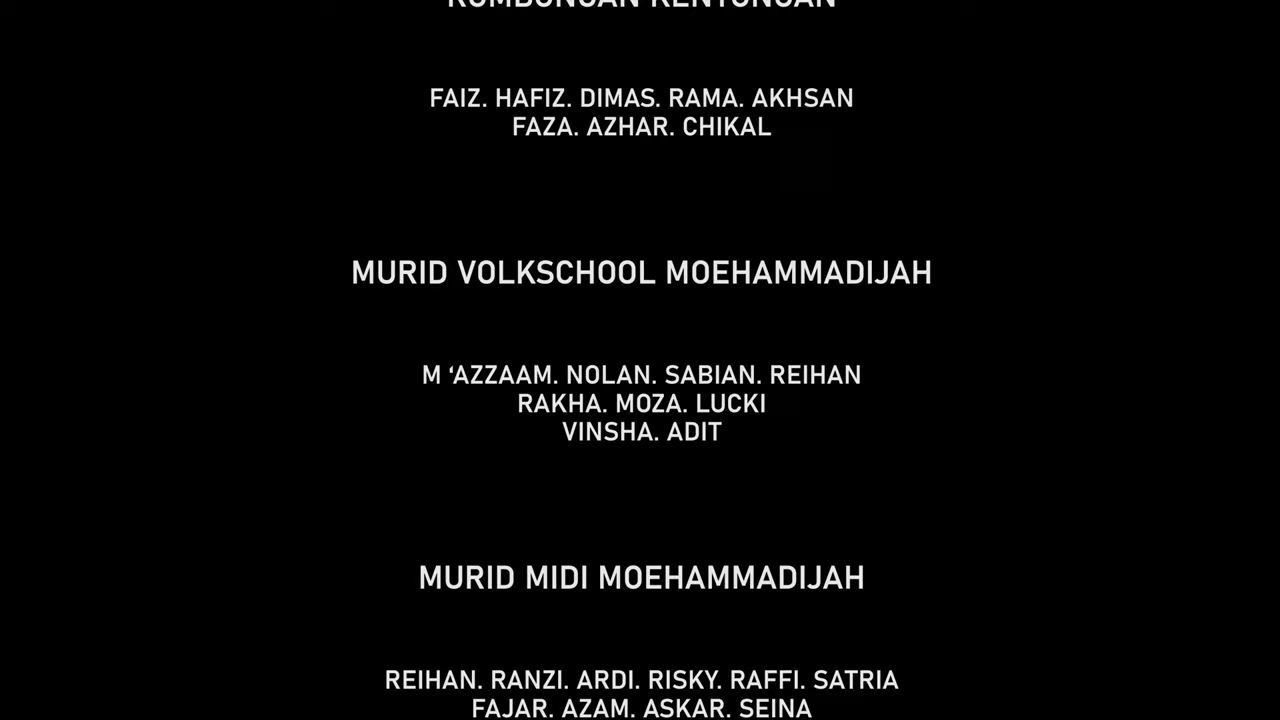 FAIZ. HAFIZ. DIMAS. RAMA. AKHSAN
FAZA. AZHAR. CHIKAL
MURID VOLKSCHOOL MOEHAMMADIJAH
M ‘AZZAAM. NOLAN. SABIAN. REIHAN
RAKHA. MOZA. LUCKI
VINSHA. ADIT
MURID MIDI MOEHAMMADIJAH
REIHAN. RANZI. ARDI. RISKY. RAFFI. SATRIA
FAJAR. AZAM. ASKAR. SEINA